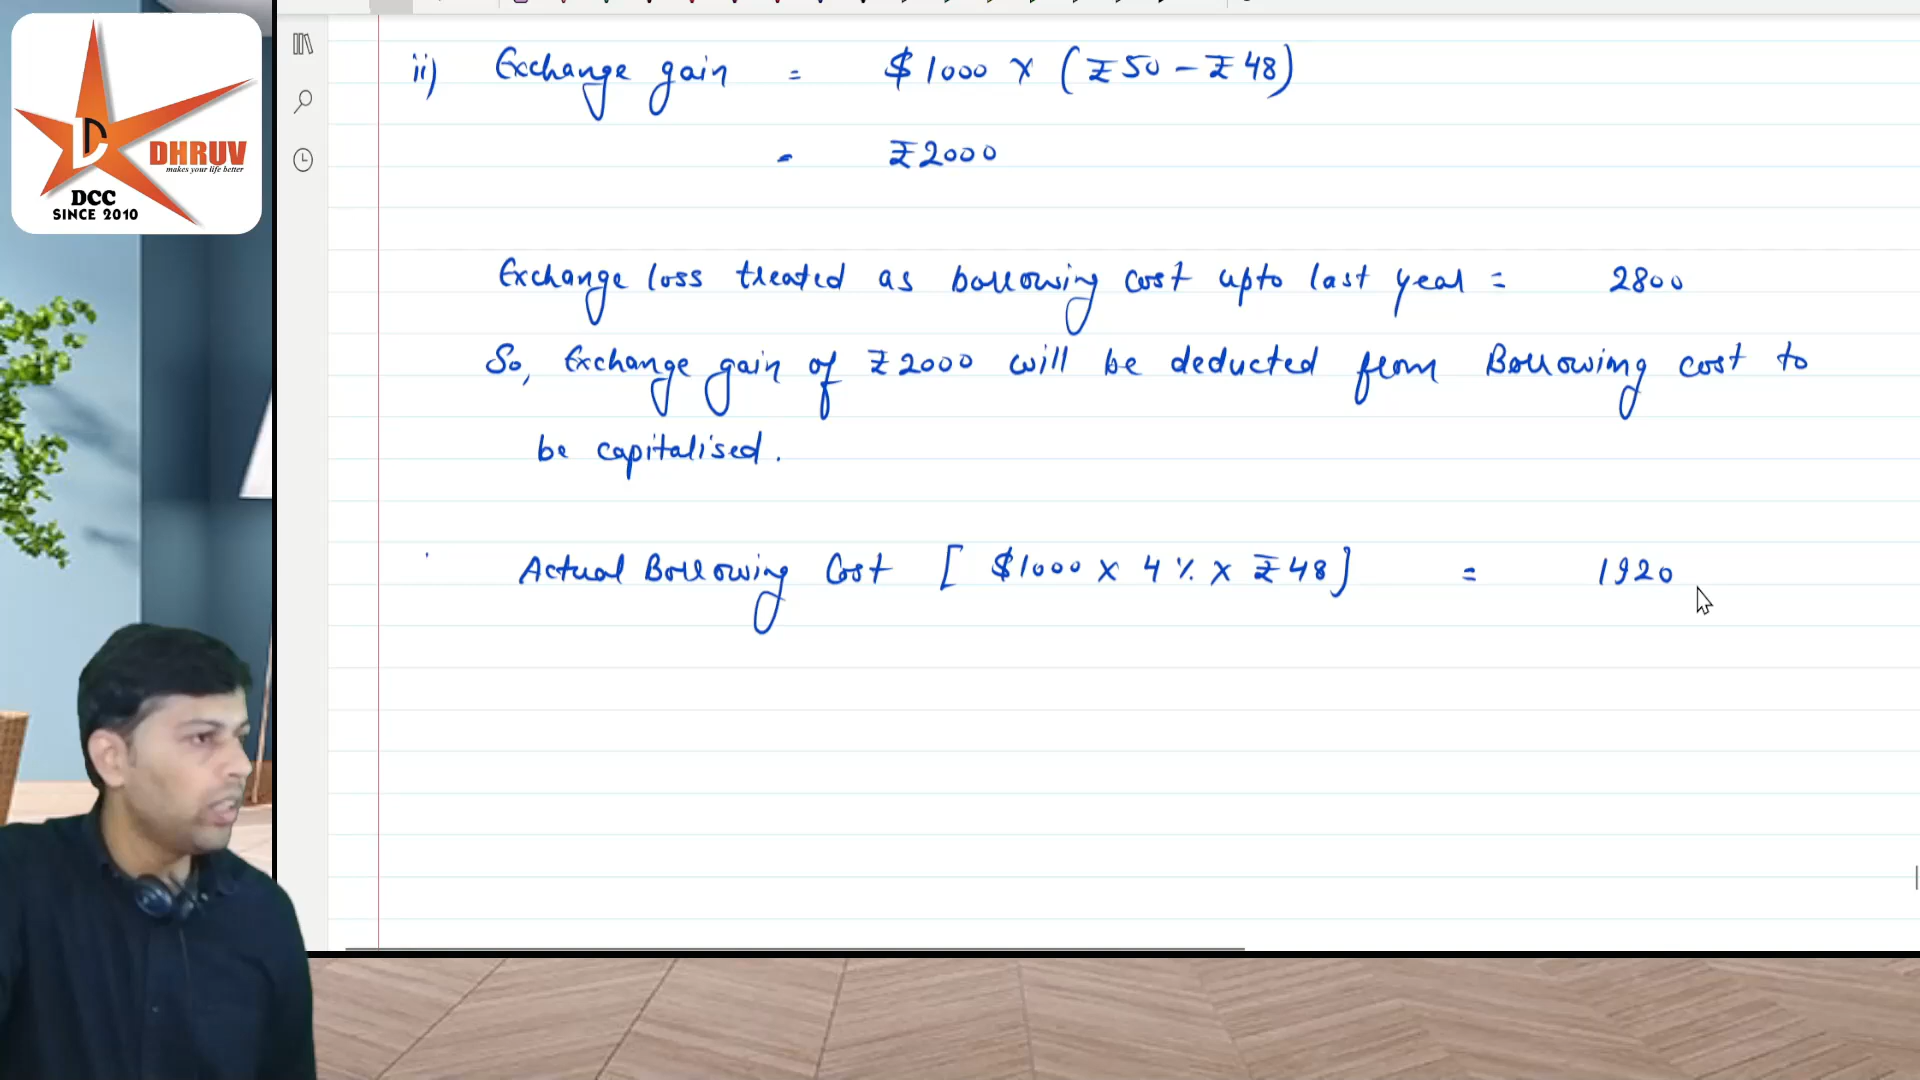 DC
DHRUV
makes your life better
DCC
SINCE 2010
ii) Exchange gain = $1000 X (₹50 - ₹48)
= ₹2000
Exchange loss treated as borrowing cost upto last year = 2800
So, Exchange gain of ₹2000 will be deducted from Borrowing cost to
be capitalised.
Actual Borrowing Cost [ $1000 X 4% X ₹48] = 1920